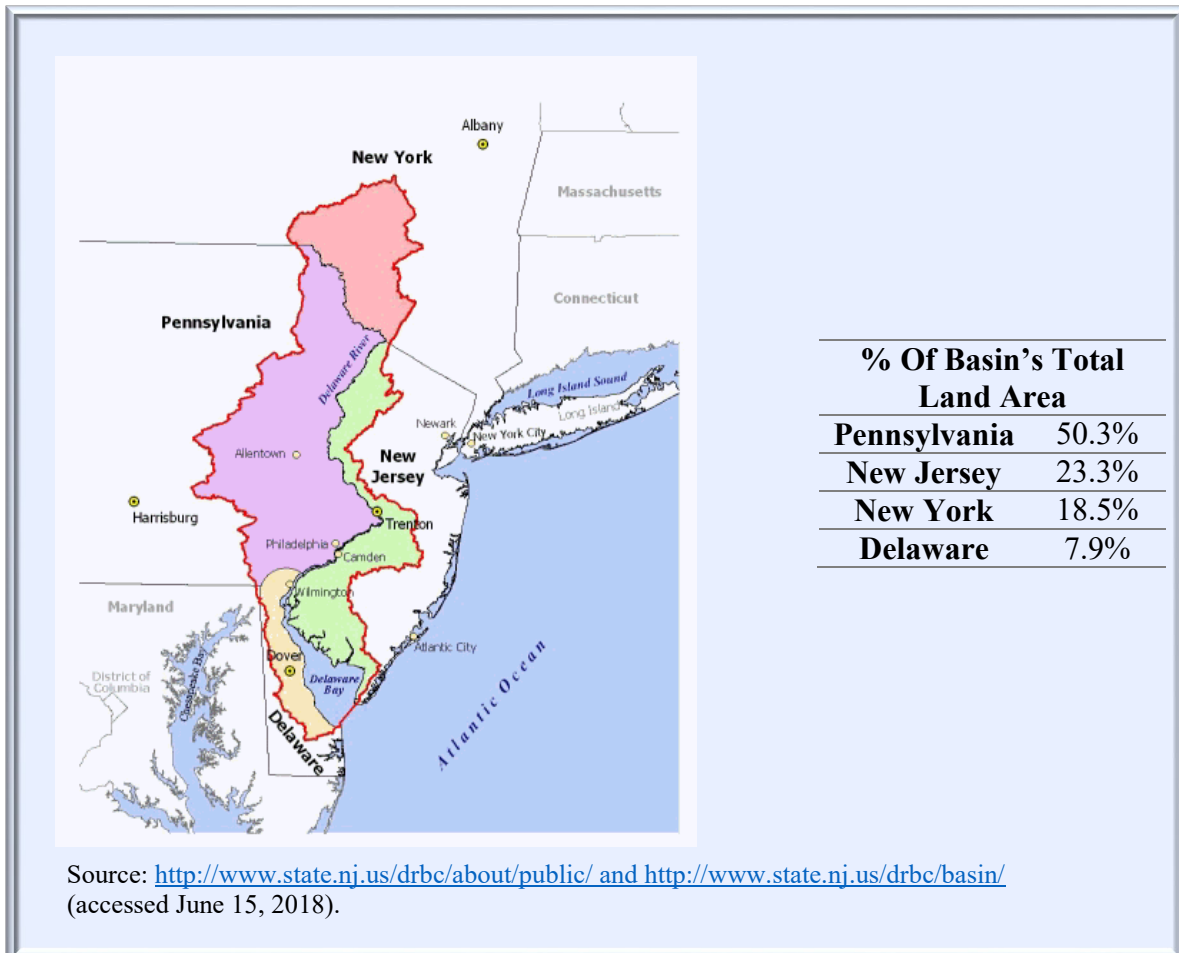 Albany
New York
Massachusetts
Connecticut
Pennsylvania
Delaware River
Long Island Sound
Long Island
Newark
New York City
Allentown
New
Jersey
Harrisburg
Trenton
Philadelphia
Camden
Wilmington
Maryland
Atlantic City
Dover
Delaware
Bay
District of
Columbia
Chesapeake Bay
Delaware
Atlantic Ocean
% Of Basin’s Total
Land Area
Pennsylvania 50.3%
New Jersey 23.3%
New York 18.5%
Delaware 7.9%
Source: http://www.state.nj.us/drbc/about/public/ and http://www.state.nj.us/drbc/basin/
(accessed June 15, 2018).